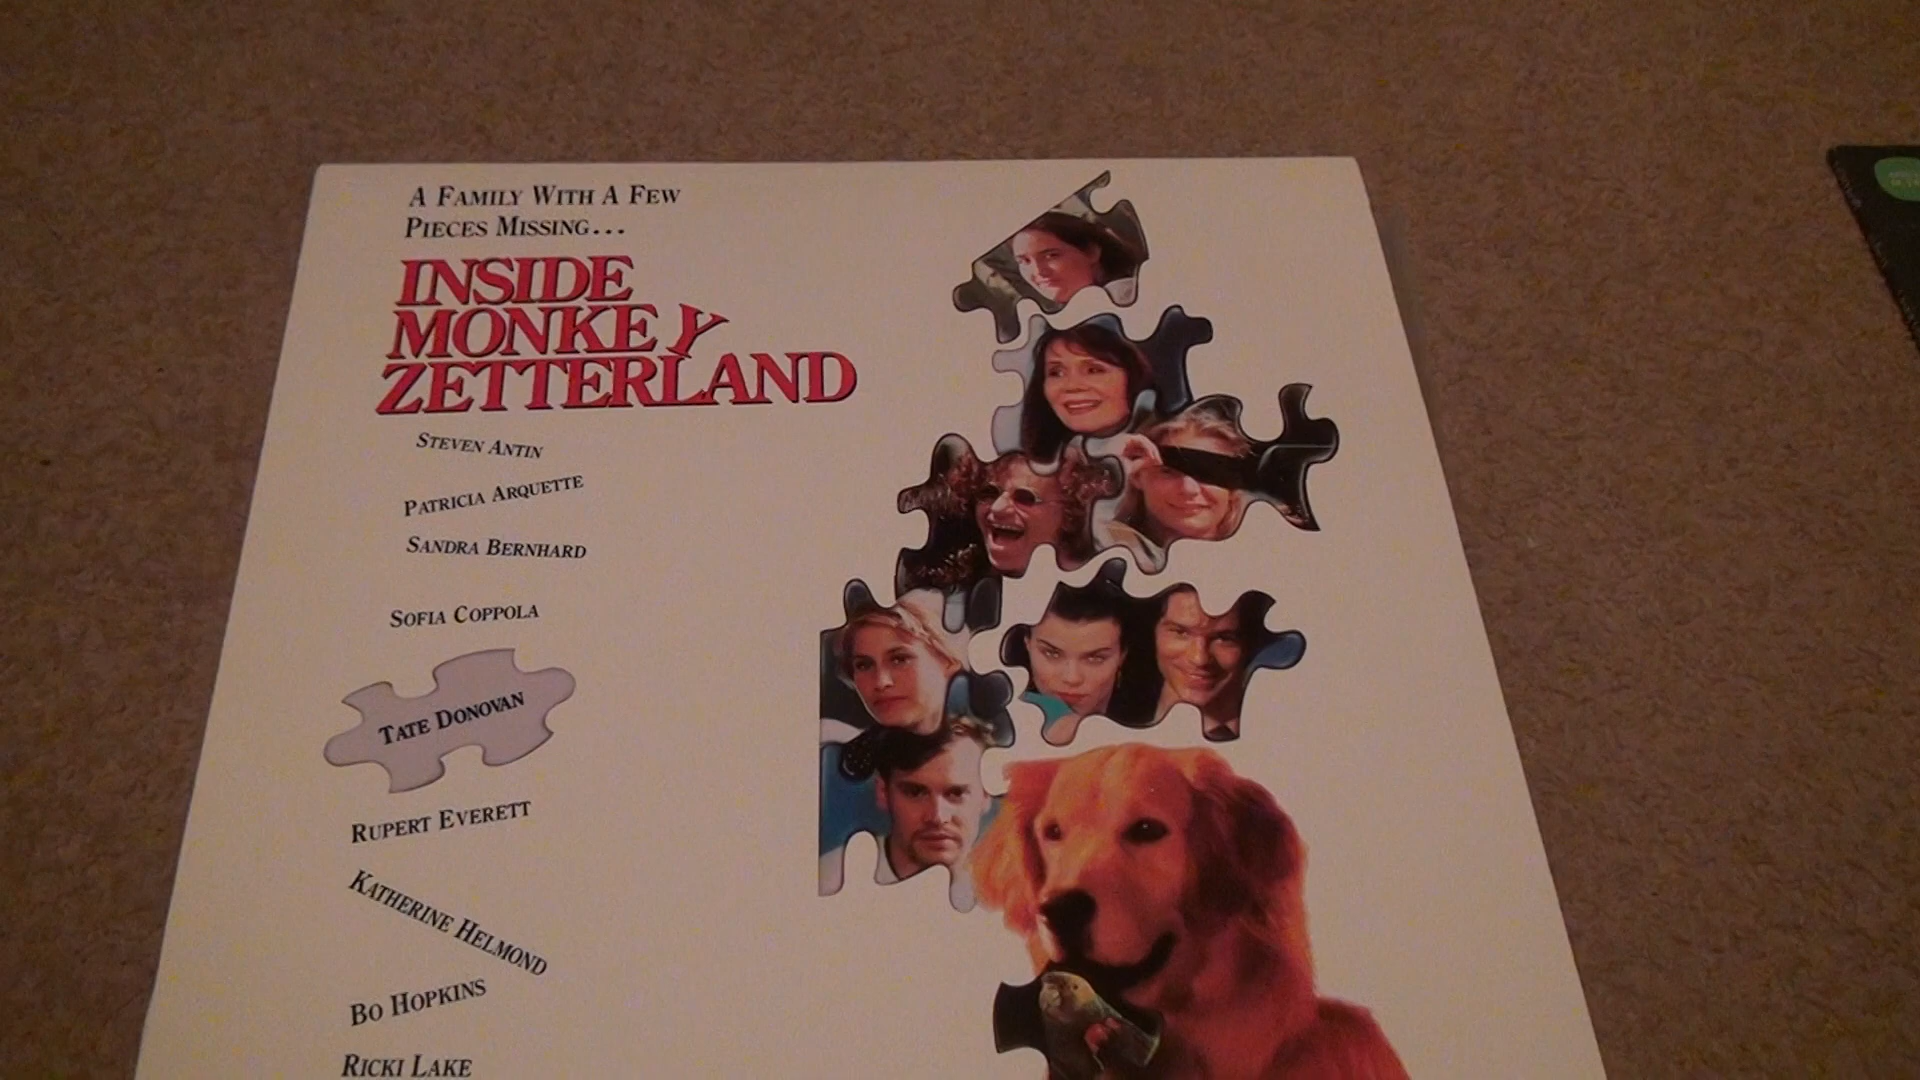 A Family With A Few
Pieces Missing...
INSIDE
MONKEY
ZETTERLAND
Steven Antin
Patricia Arquette
Sandra Bernhard
Sofia Coppola
Tate Donovan
Rupert Everett
Katherine Helmond
Bo Hopkins
Ricki Lake